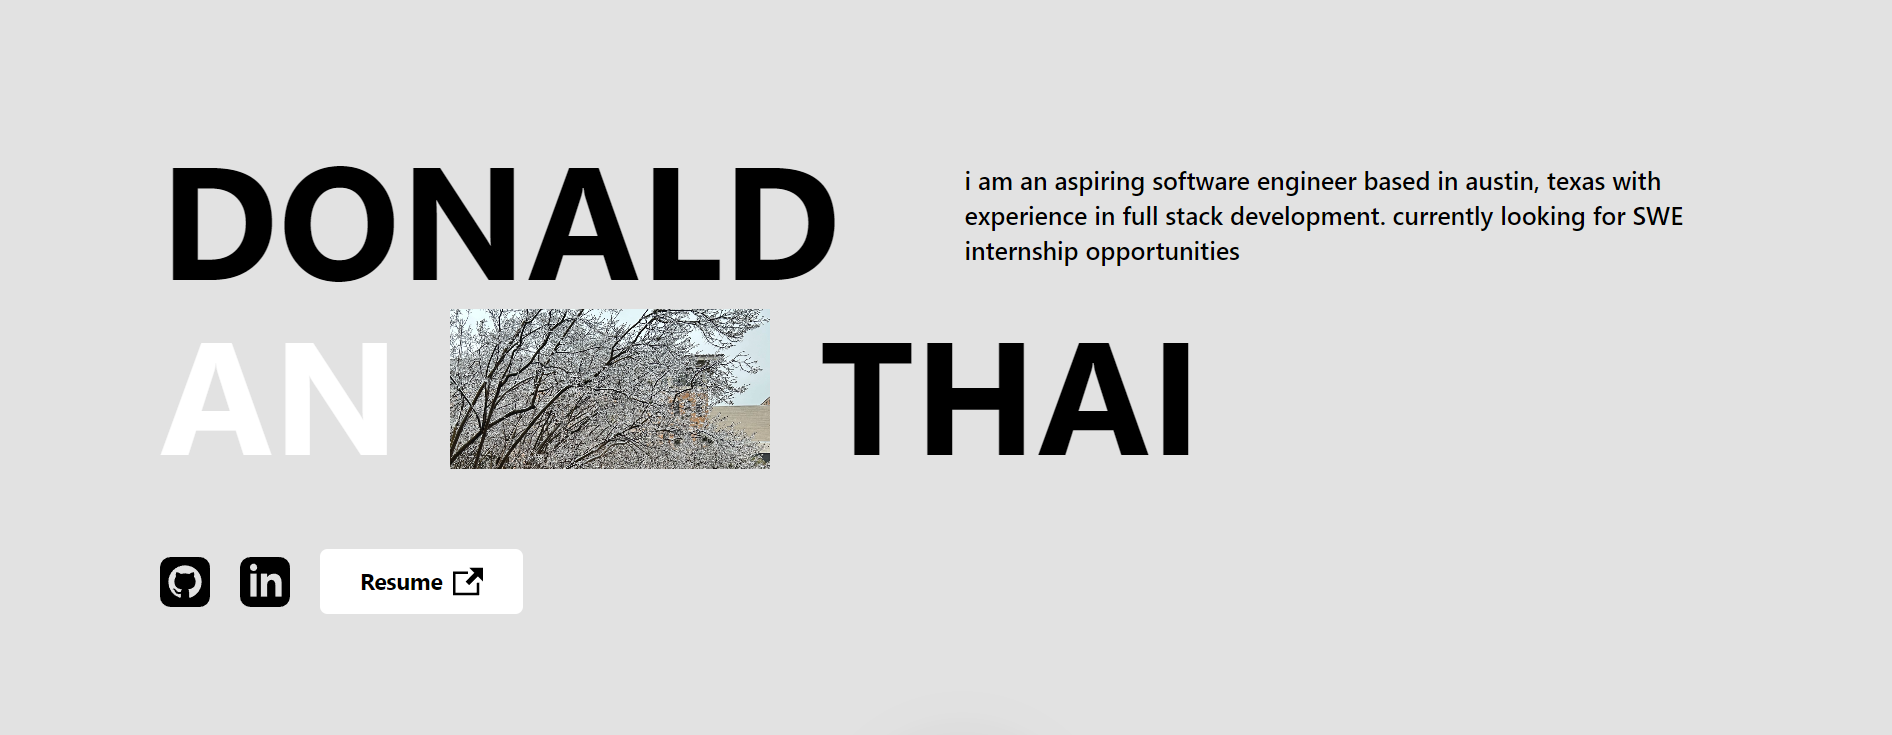 DONALD
i am an aspiring software engineer based in austin, texas with
experience in full stack development. currently looking for SWE
internship opportunities
AN THAI
in Resume